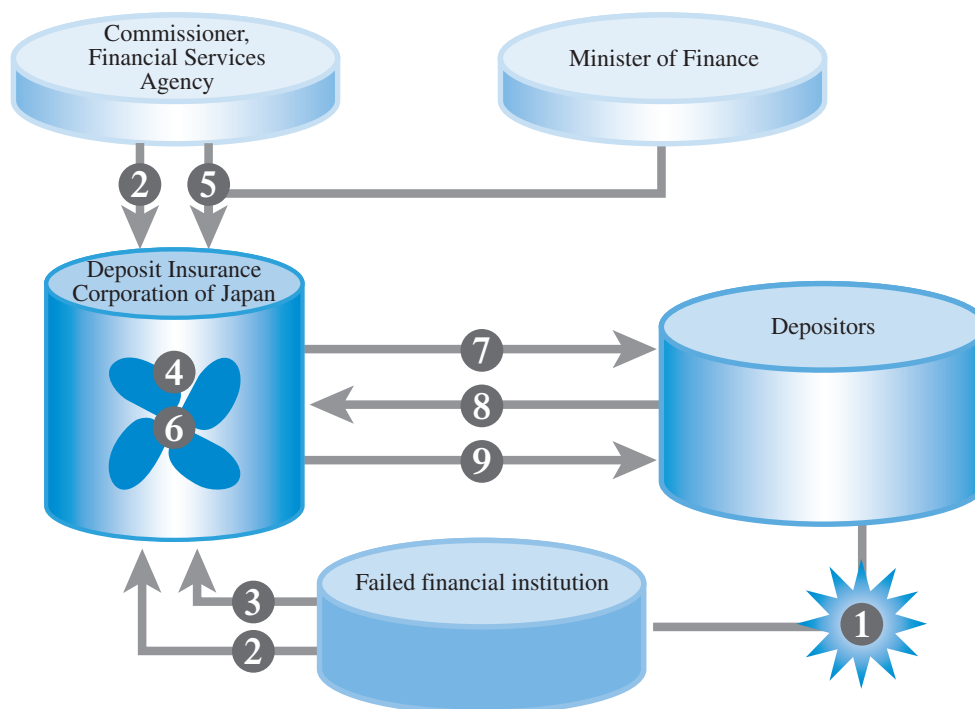 Commissioner,
Financial Services
Agency
Minister of Finance
2
5
Deposit Insurance
Corporation of Japan
Depositors
4
6
7
8
9
Failed financial institution
3
2
1